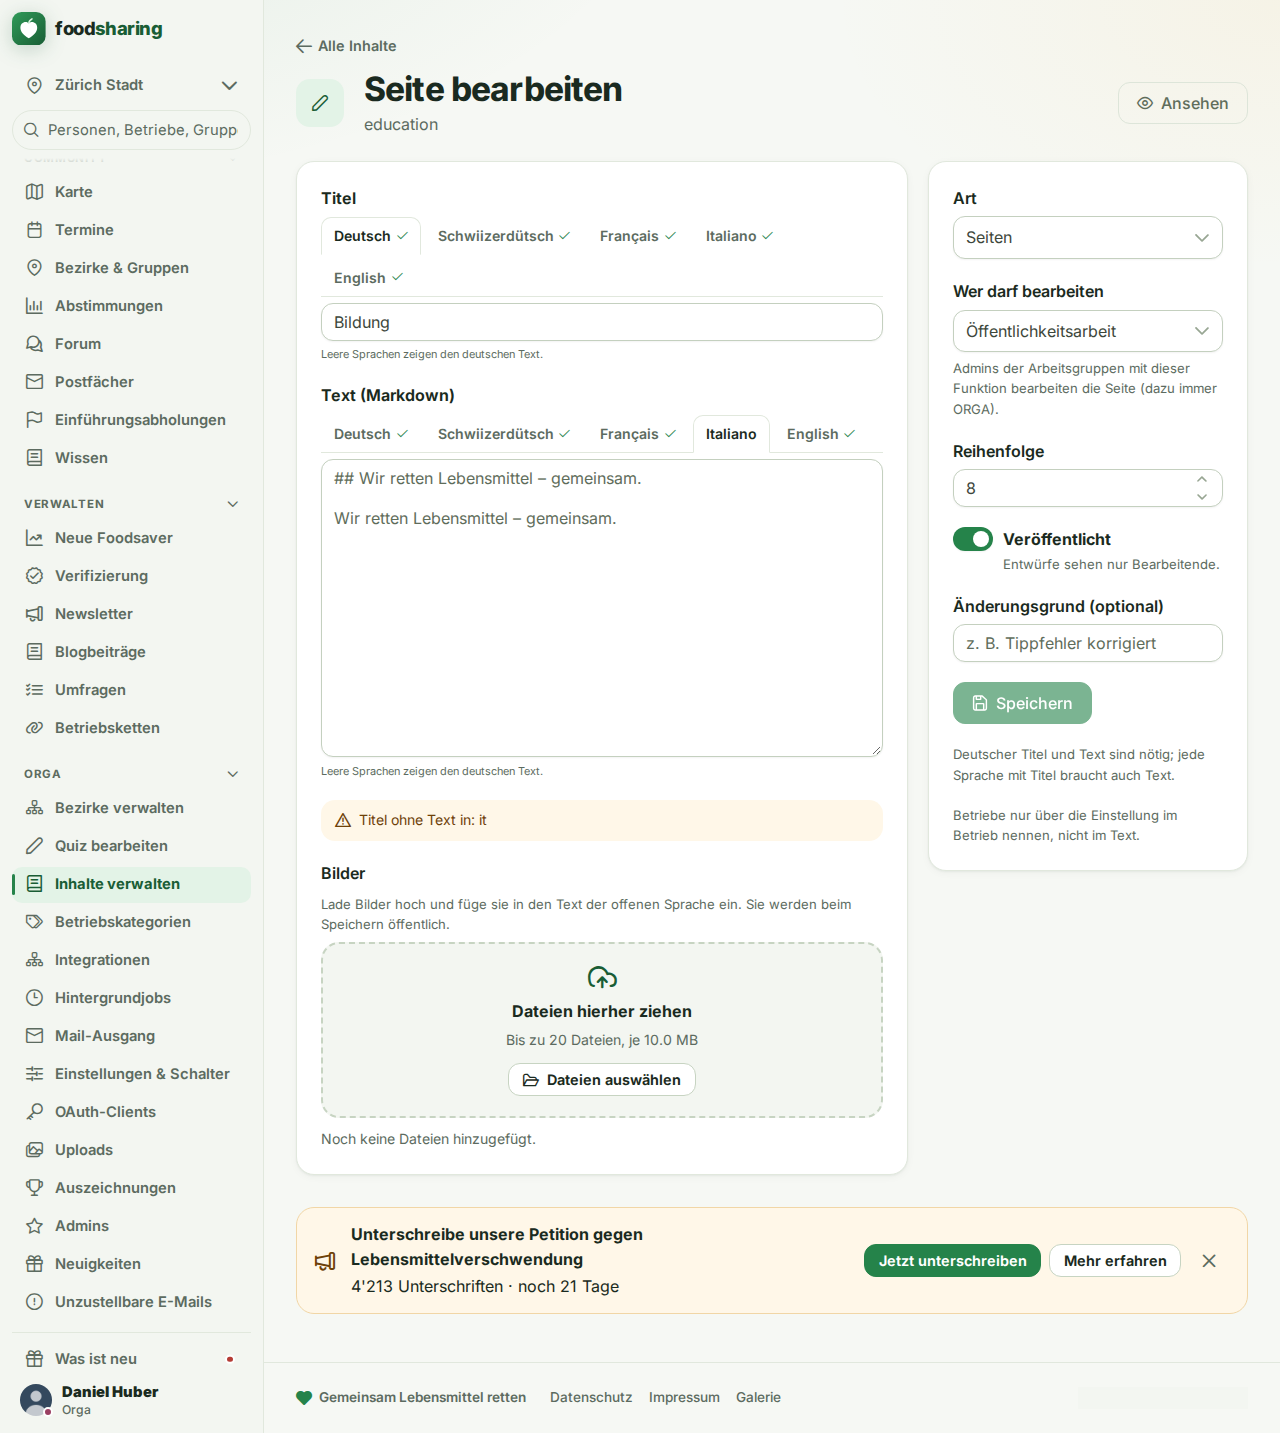 foodsharing
Zürich Stadt
Personen, Betriebe, Grupp
Karte
Termine
Bezirke & Gruppen
Abstimmungen
Forum
Postfächer
Einführungsabholungen
Wissen
VERWALTEN
Neue Foodsaver
Verifizierung
Newsletter
Blogbeiträge
Umfragen
Betriebsketten
ORGA
Bezirke verwalten
Quiz bearbeiten
Inhalte verwalten
Betriebskategorien
Integrationen
Hintergrundjobs
Mail-Ausgang
Einstellungen & Schalter
OAuth-Clients
Uploads
Auszeichnungen
Admins
Neuigkeiten
Unzustellbare E-Mails
Was ist neu
Daniel Huber
Orga
Alle Inhalte
Seite bearbeiten
education
Ansehen
Titel
Deutsch Schwiizerdütsch Français Italiano
English
Bildung
Leere Sprachen zeigen den deutschen Text.
Text (Markdown)
Deutsch Schwiizerdütsch Français Italiano English
## Wir retten Lebensmittel – gemeinsam.
Wir retten Lebensmittel – gemeinsam.
Leere Sprachen zeigen den deutschen Text.
Titel ohne Text in: it
Bilder
Lade Bilder hoch und füge sie in den Text der offenen Sprache ein. Sie werden beim
Speichern öffentlich.
Dateien hierher ziehen
Bis zu 20 Dateien, je 10.0 MB
Dateien auswählen
Noch keine Dateien hinzugefügt.
Art
Seiten
Wer darf bearbeiten
Öffentlichkeitsarbeit
Admins der Arbeitsgruppen mit dieser
Funktion bearbeiten die Seite (dazu immer
ORGA).
Reihenfolge
8
Veröffentlicht
Entwürfe sehen nur Bearbeitende.
Änderungsgrund (optional)
z. B. Tippfehler korrigiert
Speichern
Deutscher Titel und Text sind nötig; jede
Sprache mit Titel braucht auch Text.
Betriebe nur über die Einstellung im
Betrieb nennen, nicht im Text.
Unterschreibe unsere Petition gegen
Lebensmittelverschwendung
4'213 Unterschriften · noch 21 Tage
Jetzt unterschreiben
Mehr erfahren
Gemeinsam Lebensmittel retten Datenschutz Impressum Galerie